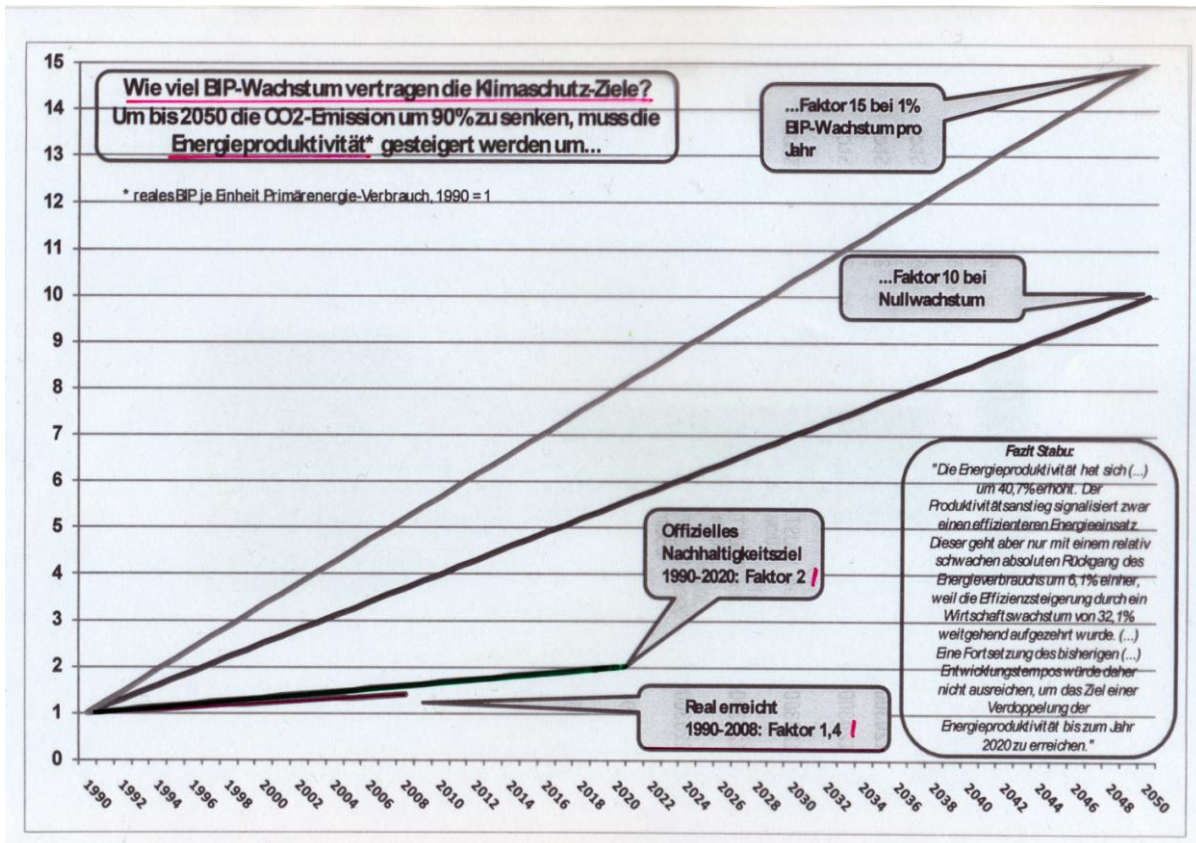 Wie viel BIP-Wachstum vertragen die Klimaschutz-Ziele?
Um bis 2050 die CO2-Emission um 90% zu senken, muss die
Energieproduktivität* gesteigert werden um...
* reales BIP je Einheit Primärenergie-Verbrauch, 1990 = 1
...Faktor 15 bei 1%
BIP-Wachstum pro
Jahr
...Faktor 10 bei
Nullwachstum
Offizielles
Nachhaltigkeitsziel
1990-2020: Faktor 2
Real erreicht
1990-2008: Faktor 1,4
Fazit Stabu:
"Die Energieproduktivität hat sich (...)
um 40,7% erhöht. Der
Produktivitätsanstieg signalisiert zwar
einen effizienteren Energieeinsatz.
Dieser geht aber nur mit einem relativ
schwachen absoluten Rückgang des
Energieverbrauchs um 6,1% einher,
weil die Effizienzsteigerung durch ein
Wirtschaftswachstum von 32,1%
weitgehend aufgezehrt wurde. (...)
Eine Fortsetzung des bisherigen (...)
Entwicklungstempos würde daher
nicht ausreichen, um das Ziel einer
Verdoppelung der
Energieproduktivität bis zum Jahr
2020 zu erreichen."
15
14
13
12
11
10
9
8
7
6
5
4
3
2
1
0
1990 1992 1994 1996 1998 2000 2002 2004 2006 2008 2010 2012 2014 2016 2018 2020 2022 2024 2026 2028 2030 2032 2034 2036 2038 2040 2042 2044 2046 2048 2050